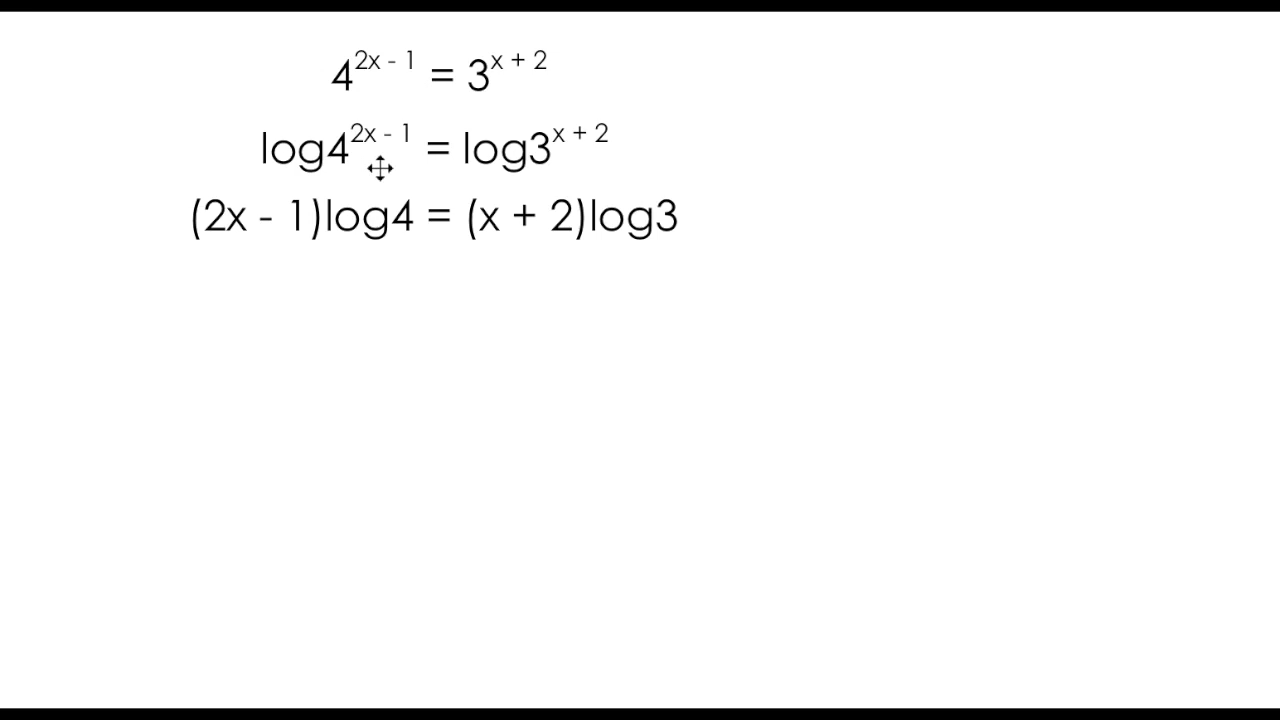 4^{2x - 1} = 3^{x + 2}
log4^{2x - 1} = log3^{x + 2}
(2x - 1)log4 = (x + 2)log3